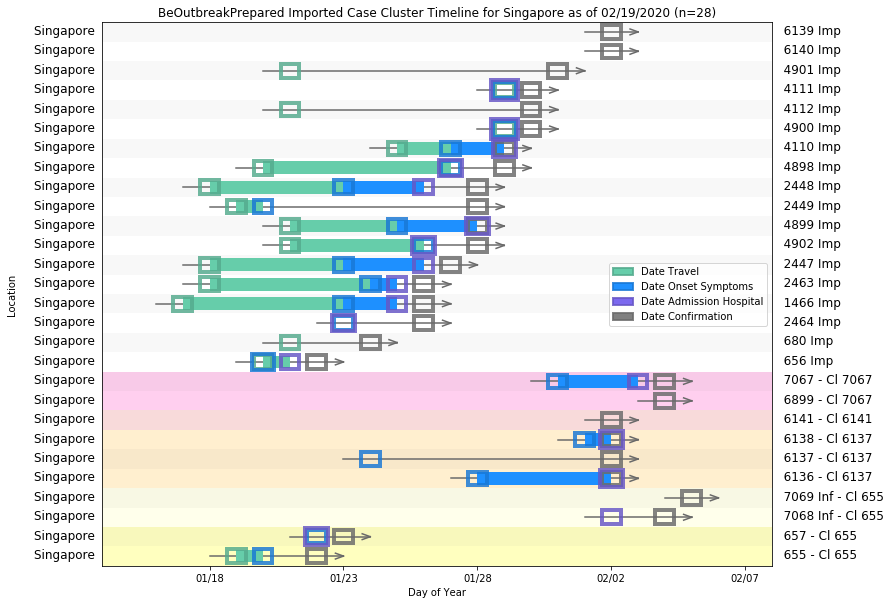 BeOutbreakPrepared Imported Case Cluster Timeline for Singapore as of 02/19/2020 (n=28)
Singapore 6139 Imp
Singapore 6140 Imp
Singapore 4901 Imp
Singapore 4111 Imp
Singapore 4112 Imp
Singapore 4900 Imp
Singapore 4110 Imp
Singapore 4898 Imp
Singapore 2448 Imp
Singapore 2449 Imp
Singapore 4899 Imp
Singapore 4902 Imp
Singapore 2447 Imp
Singapore 2463 Imp
Singapore 1466 Imp
Singapore 2464 Imp
Singapore 680 Imp
Singapore 656 Imp
Singapore 7067 - Cl 7067
Singapore 6899 - Cl 7067
Singapore 6141 - Cl 6141
Singapore 6138 - Cl 6137
Singapore 6137 - Cl 6137
Singapore 6136 - Cl 6137
Singapore 7069 Inf - Cl 655
Singapore 7068 Inf - Cl 655
Singapore 657 - Cl 655
Singapore 655 - Cl 655
Date Travel
Date Onset Symptoms
Date Admission Hospital
Date Confirmation
Location
01/18 01/23 01/28 02/02 02/07
Day of Year